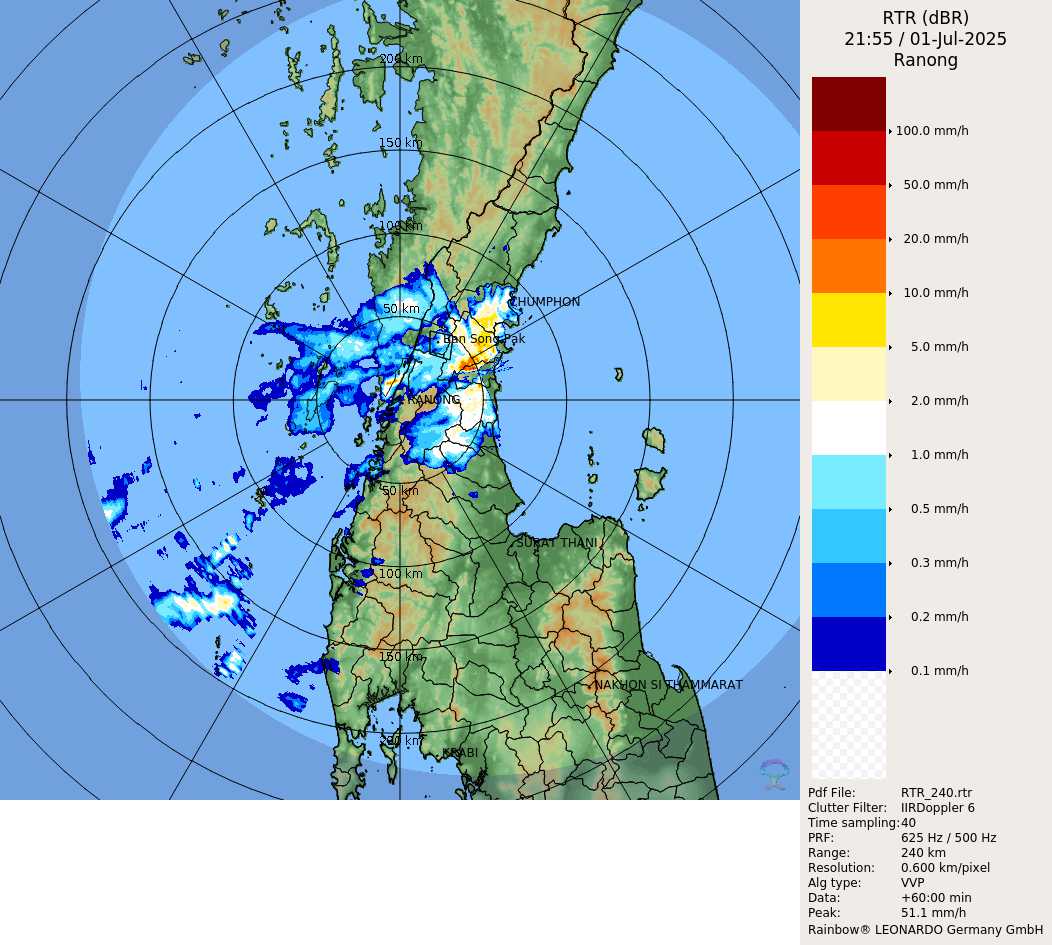 RTR (dBR)
21:55 / 01-Jul-2025
Ranong
200 km
150 km
100 km
50 km
CHUMPHON
Ban Song Pak
RANONG
50 km
SURAT THANI
100 km
150 km
NAKHON SI THAMMARAT
200 km
KRABI
100.0 mm/h
50.0 mm/h
20.0 mm/h
10.0 mm/h
5.0 mm/h
2.0 mm/h
1.0 mm/h
0.5 mm/h
0.3 mm/h
0.2 mm/h
0.1 mm/h
Pdf File: RTR_240.rtr
Clutter Filter: IIRDoppler 6
Time sampling:40
PRF: 625 Hz / 500 Hz
Range: 240 km
Resolution: 0.600 km/pixel
Alg type: VVP
Data: +60:00 min
Peak: 51.1 mm/h
Rainbow® LEONARDO Germany GmbH